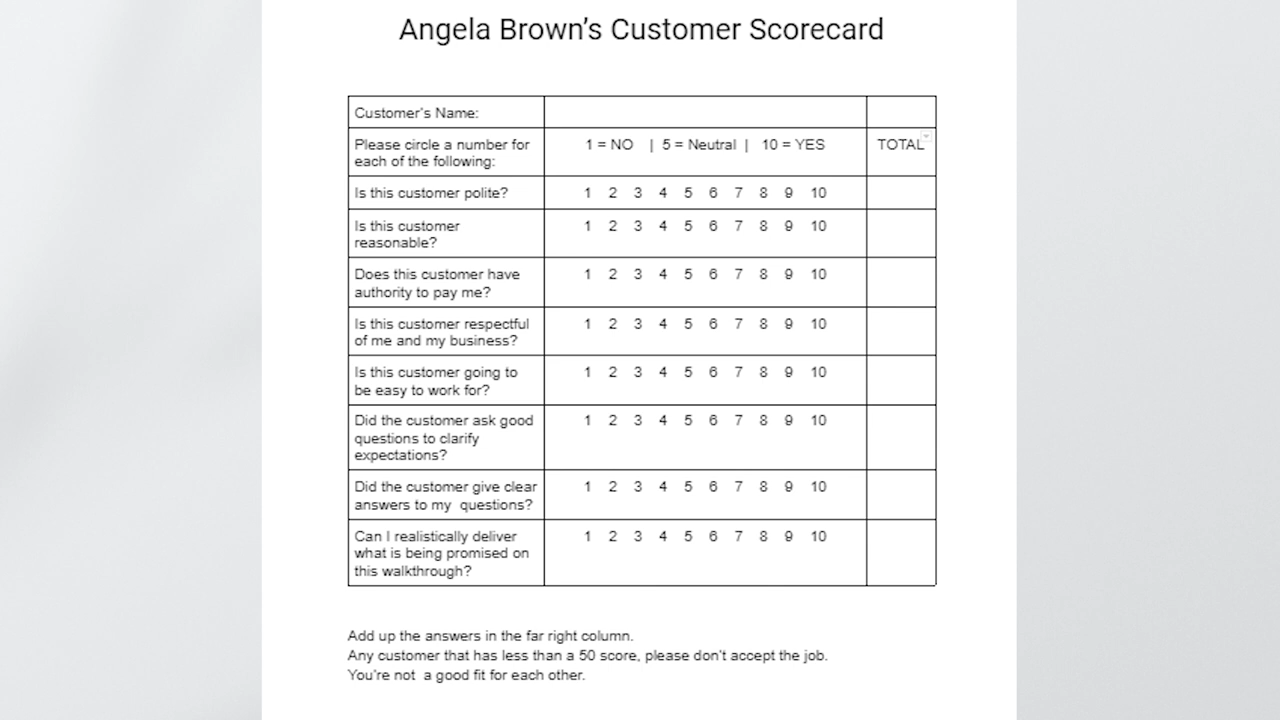 Angela Brown’s Customer Scorecard
Customer's Name:
Please circle a number for
each of the following:
1 = NO | 5 = Neutral | 10 = YES
TOTAL
Is this customer polite?
1 2 3 4 5 6 7 8 9 10
Is this customer
reasonable?
1 2 3 4 5 6 7 8 9 10
Does this customer have
authority to pay me?
1 2 3 4 5 6 7 8 9 10
Is this customer respectful
of me and my business?
1 2 3 4 5 6 7 8 9 10
Is this customer going to
be easy to work for?
1 2 3 4 5 6 7 8 9 10
Did the customer ask good
questions to clarify
expectations?
1 2 3 4 5 6 7 8 9 10
Did the customer give clear
answers to my questions?
1 2 3 4 5 6 7 8 9 10
Can I realistically deliver
what is being promised on
this walkthrough?
1 2 3 4 5 6 7 8 9 10
Add up the answers in the far right column.
Any customer that has less than a 50 score, please don't accept the job.
You're not a good fit for each other.